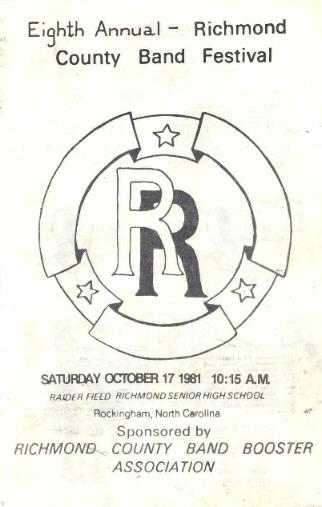 Eighth Annual - Richmond
County Band Festival
R
R
SATURDAY OCTOBER 17 1981 10:15 A.M.
RAIDER FIELD RICHMOND SENIOR HIGH SCHOOL
Rockingham, North Carolina
Sponsored by
RICHMOND COUNTY BAND BOOSTER
ASSOCIATION